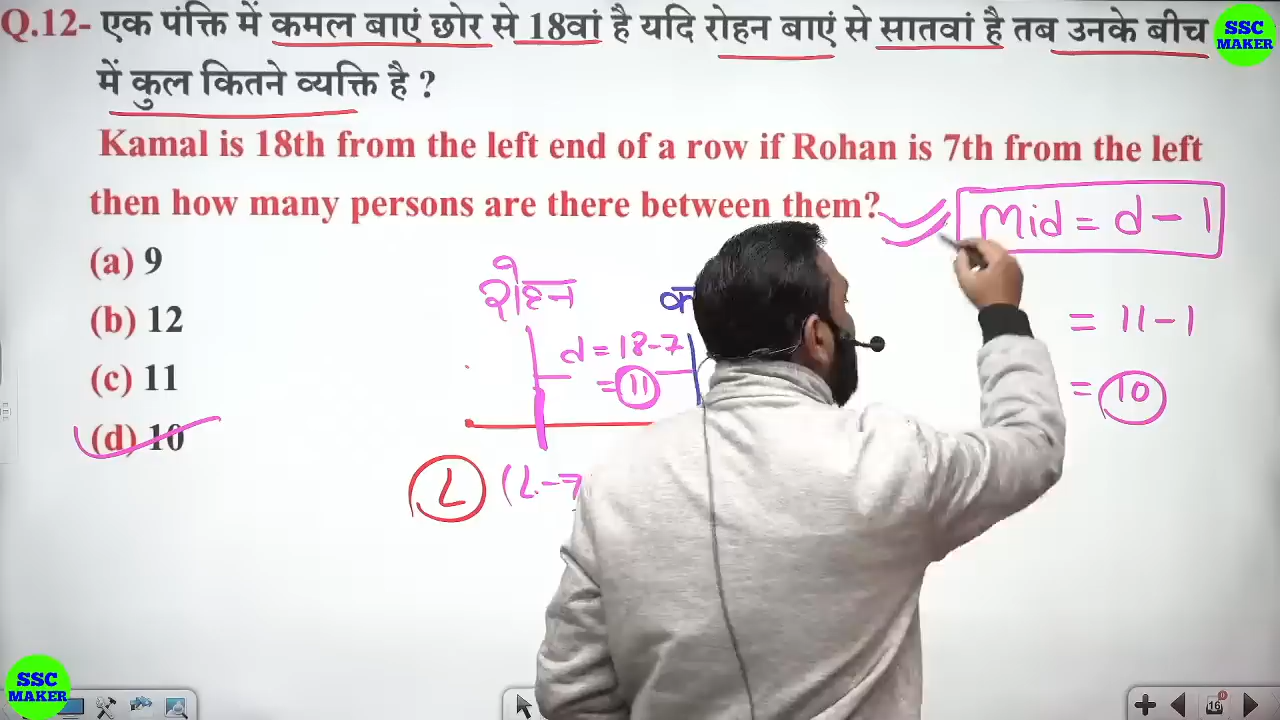 Q.12- एक पंक्ति में कमल बाएं छोर से 18वां है यदि रोहन बाएं से सातवां है तब उनके बीच
में कुल कितने व्यक्ति है ?
SSC
MAKER
Kamal is 18th from the left end of a row if Rohan is 7th from the left
then how many persons are there between them?
Mid = d - 1
(a) 9
(b) 12
(c) 11
(d) 10
रोहन
d = 18-7
= 11
= 11-1
= 10
L (L-7
SSC
MAKER
16